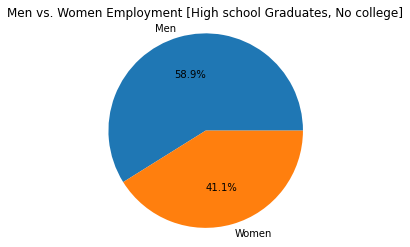 Men vs. Women Employment [High school Graduates, No college]
Men
58.9%
41.1%
Women